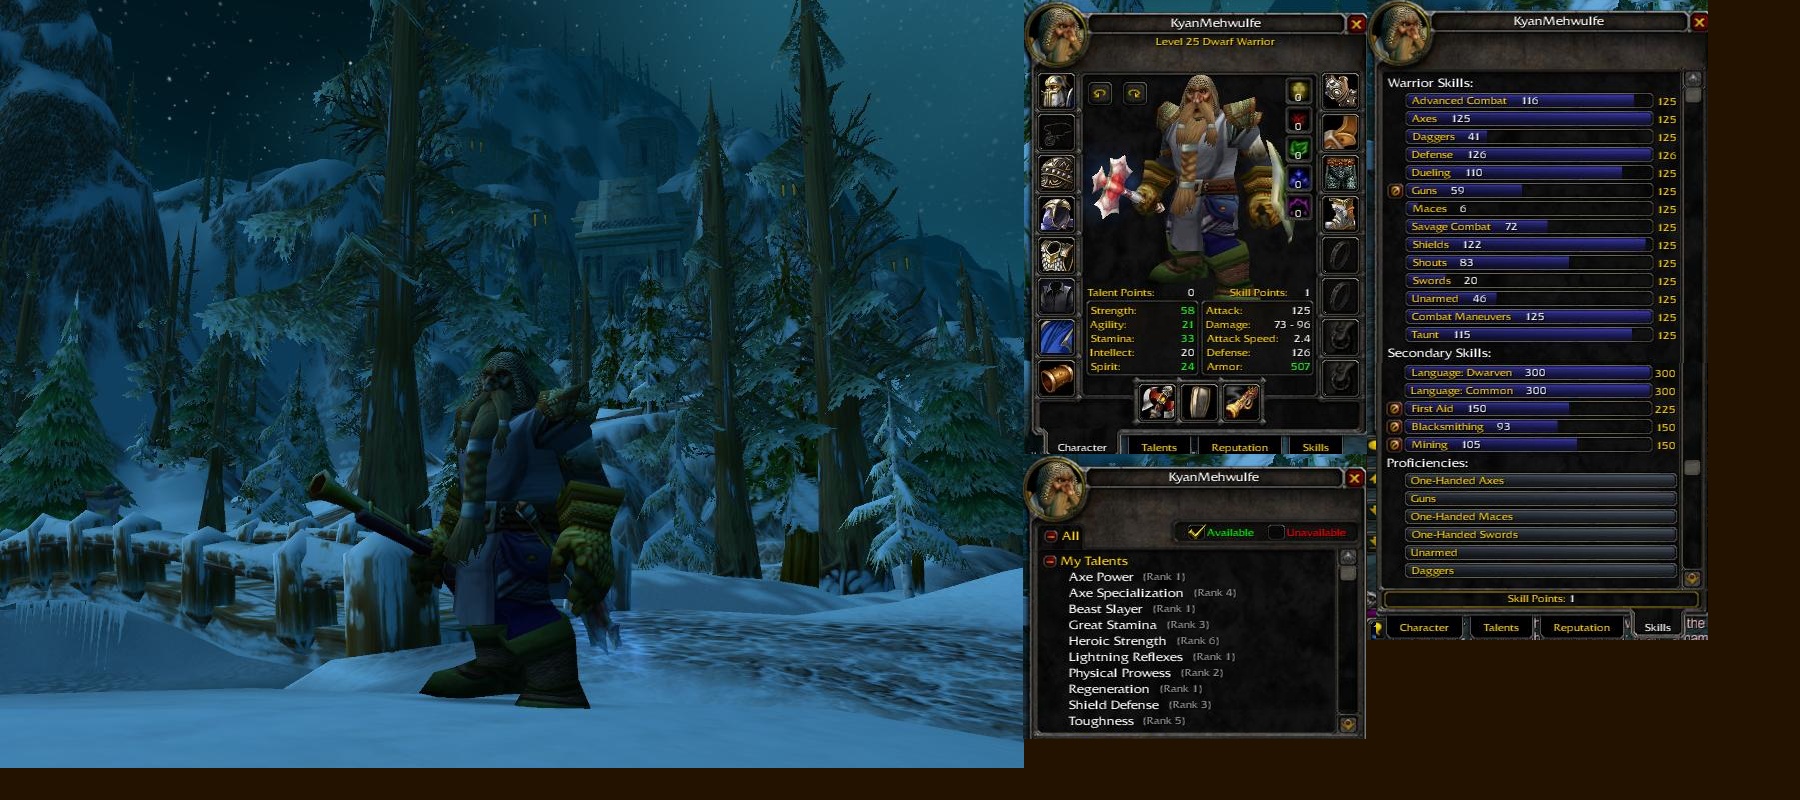 KyanMehwulfe
Level 25 Dwarf Warrior
0
0
0
0
0
Talent Points: 0 Skill Points: 1
Strength: 58 Attack: 125
Agility: 21 Damage: 73 - 96
Stamina: 33 Attack Speed: 2.4
Intellect: 20 Defense: 126
Spirit: 24 Armor: 507
Character Talents Reputation Skills
KyanMehwulfe
All Available Unavailable
My Talents
Axe Power (Rank 1)
Axe Specialization (Rank 4)
Beast Slayer (Rank 1)
Great Stamina (Rank 3)
Heroic Strength (Rank 6)
Lightning Reflexes (Rank 1)
Physical Prowess (Rank 2)
Regeneration (Rank 1)
Shield Defense (Rank 3)
Toughness (Rank 5)
KyanMehwulfe
Warrior Skills:
Advanced Combat 116 125
Axes 125 125
Daggers 41 125
Defense 126 126
Dueling 110 125
Guns 59 125
Maces 6 125
Savage Combat 72 125
Shields 122 125
Shouts 83 125
Swords 20 125
Unarmed 46 125
Combat Maneuvers 125 125
Taunt 115 125
Secondary Skills:
Language: Dwarven 300 300
Language: Common 300 300
First Aid 150 225
Blacksmithing 93 150
Mining 105 150
Proficiencies:
One-Handed Axes
Guns
One-Handed Maces
One-Handed Swords
Unarmed
Daggers
Skill Points: 1
Character Talents Reputation Skills the